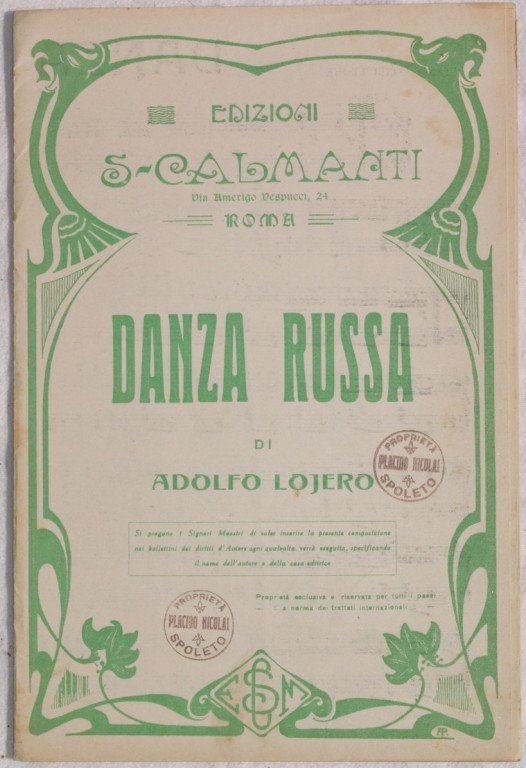 EDIZIONI
S-CALMANTI
Via Amerigo Vespucci, 24
ROMA
DANZA RUSSA
DI
ADOLFO LOJERO
PROPRIETÀ
PLACIDO NICOLAI
SPOLETO
Si pregano i Signori Maestri di voler inserire la presente composizione
nei bollettini dei diritti d'Autore ogni qualvolta verrà eseguita, specificando
il nome dell'autore e della casa editrice
Proprietà esclusiva e riservata per tutti i paesi
a norma dei trattati internazionali
PROPRIETÀ
PLACIDO NICOLAI
SPOLETO
ESCM